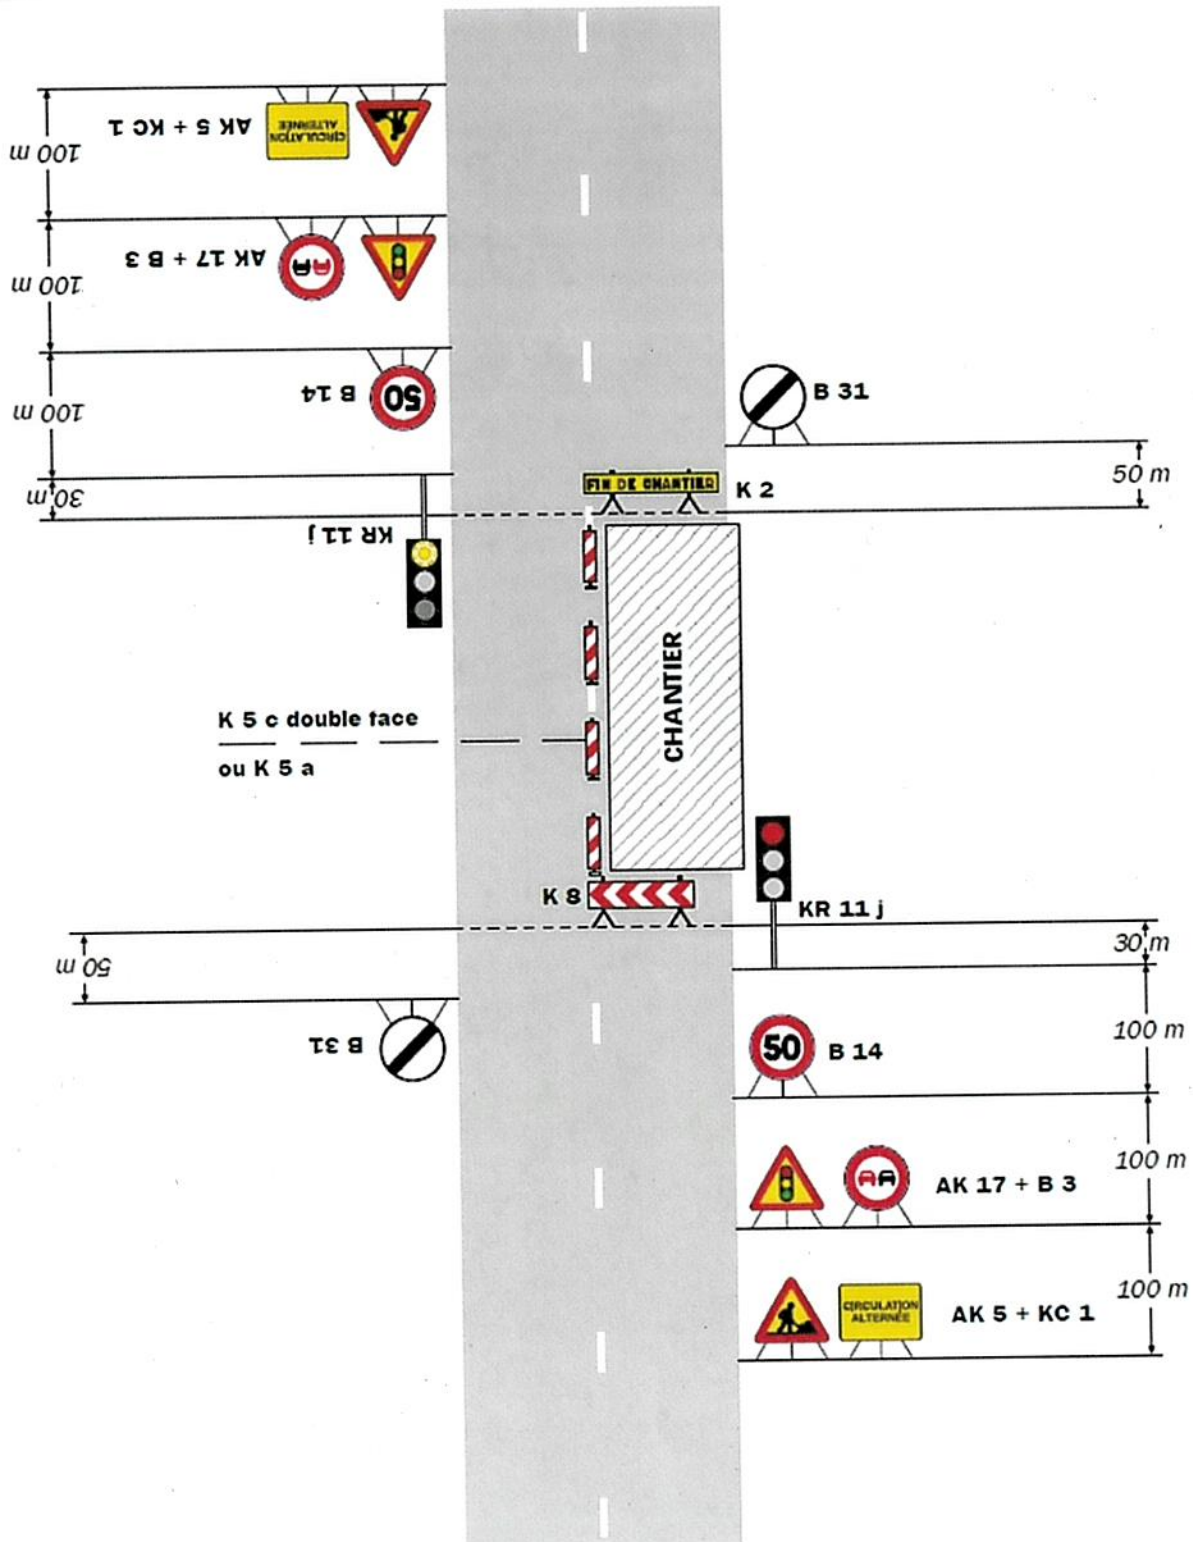 100 m
AK 5 + KC 1
CIRCULATION
ALTERNÉE
100 m
AK 17 + B 3
100 m
B 14
50
30 m
KR 11 j
B 31
50 m
FIN DE CHANTIER
K 2
CHANTIER
K 5 c double face
ou K 5 a
K 8
KR 11 j
30 m
50 m
B 31
50
B 14
100 m
AK 17 + B 3
100 m
CIRCULATION
ALTERNÉE
AK 5 + KC 1
100 m